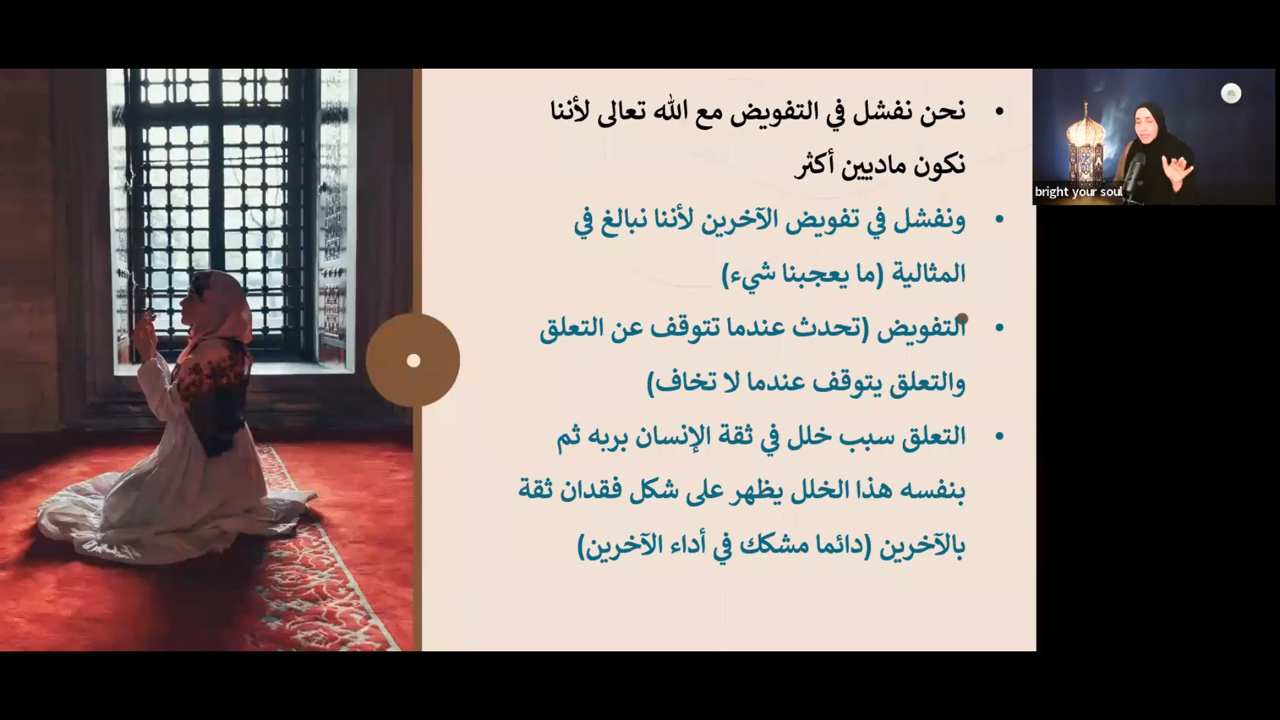 • نحن نفشل في التفويض مع الله تعالى لأننا
نكون ماديين أكثر
• ونفشل في تفويض الآخرين لأننا نبالغ في
المثالية (ما يعجبنا شيء)
• التفويض (تحدث عندما تتوقف عن التعلق
والتعلق يتوقف عندما لا تخاف)
• التعلق سبب خلل في ثقة الإنسان بربه ثم
بنفسه هذا الخلل يظهر على شكل فقدان ثقة
بالآخرين (دائما مشكك في أداء الآخرين)
bright your soul